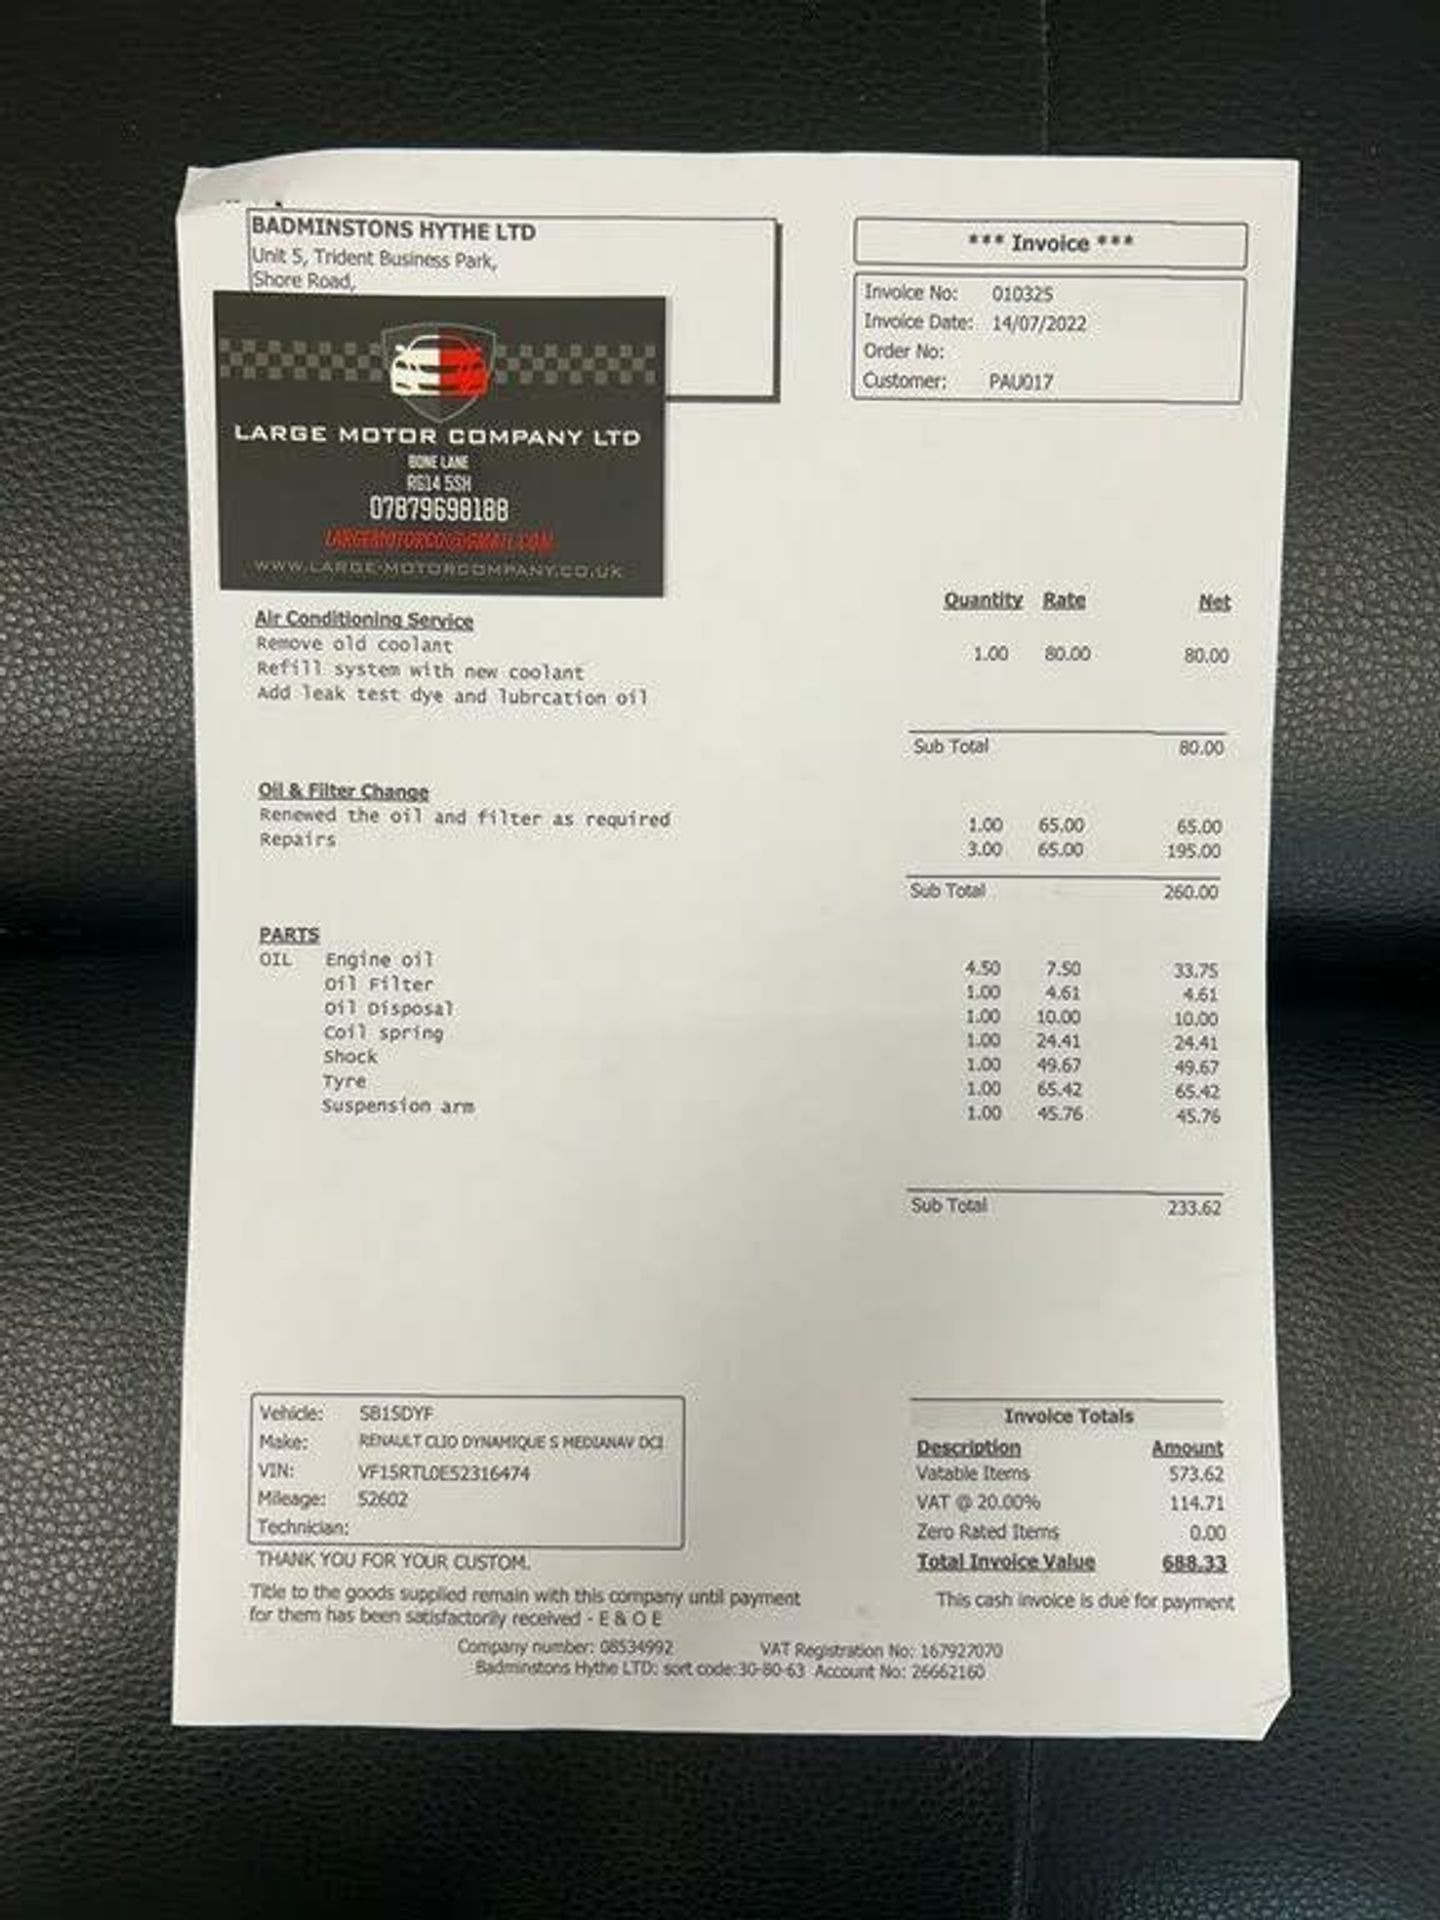 BADMINSTONS HYTHE LTD
Unit 5, Trident Business Park,
Shore Road,
*** Invoice ***
Invoice No: 010325
Invoice Date: 14/07/2022
Order No:
Customer: PAU017
LARGE MOTOR COMPANY LTD
BONE LANE
RG14 5SH
07879698188
LARGEMOTORCO@GMAIL.COM
WWW.LARGE-MOTORCOMPANY.CO.UK
Quantity Rate Net
Air Conditioning Service
Remove old coolant
Refill system with new coolant 1.00 80.00 80.00
Add leak test dye and lubrcation oil
Sub Total 80.00
Oil & Filter Change
Renewed the oil and filter as required 1.00 65.00 65.00
Repairs 3.00 65.00 195.00
Sub Total 260.00
PARTS
OIL Engine oil 4.50 7.50 33.75
Oil Filter 1.00 4.61 4.61
Oil Disposal 1.00 10.00 10.00
Coil spring 1.00 24.41 24.41
Shock 1.00 49.67 49.67
Tyre 1.00 65.42 65.42
Suspension arm 1.00 45.76 45.76
Sub Total 233.62
Vehicle: SB15DYF
Make: RENAULT CLIO DYNAMIQUE S MEDIANAV DCI
VIN: VF15RTL0E52316474
Mileage: 52602
Technician:
Invoice Totals
Description Amount
Vatable Items 573.62
VAT @ 20.00% 114.71
Zero Rated Items 0.00
Total Invoice Value 688.33
THANK YOU FOR YOUR CUSTOM.
Title to the goods supplied remain with this company until payment
for them has been satisfactorily received - E & O E
This cash invoice is due for payment
Company number: 08534992 VAT Registration No: 167927070
Badminstons Hythe LTD: sort code:30-80-63 Account No: 26662160